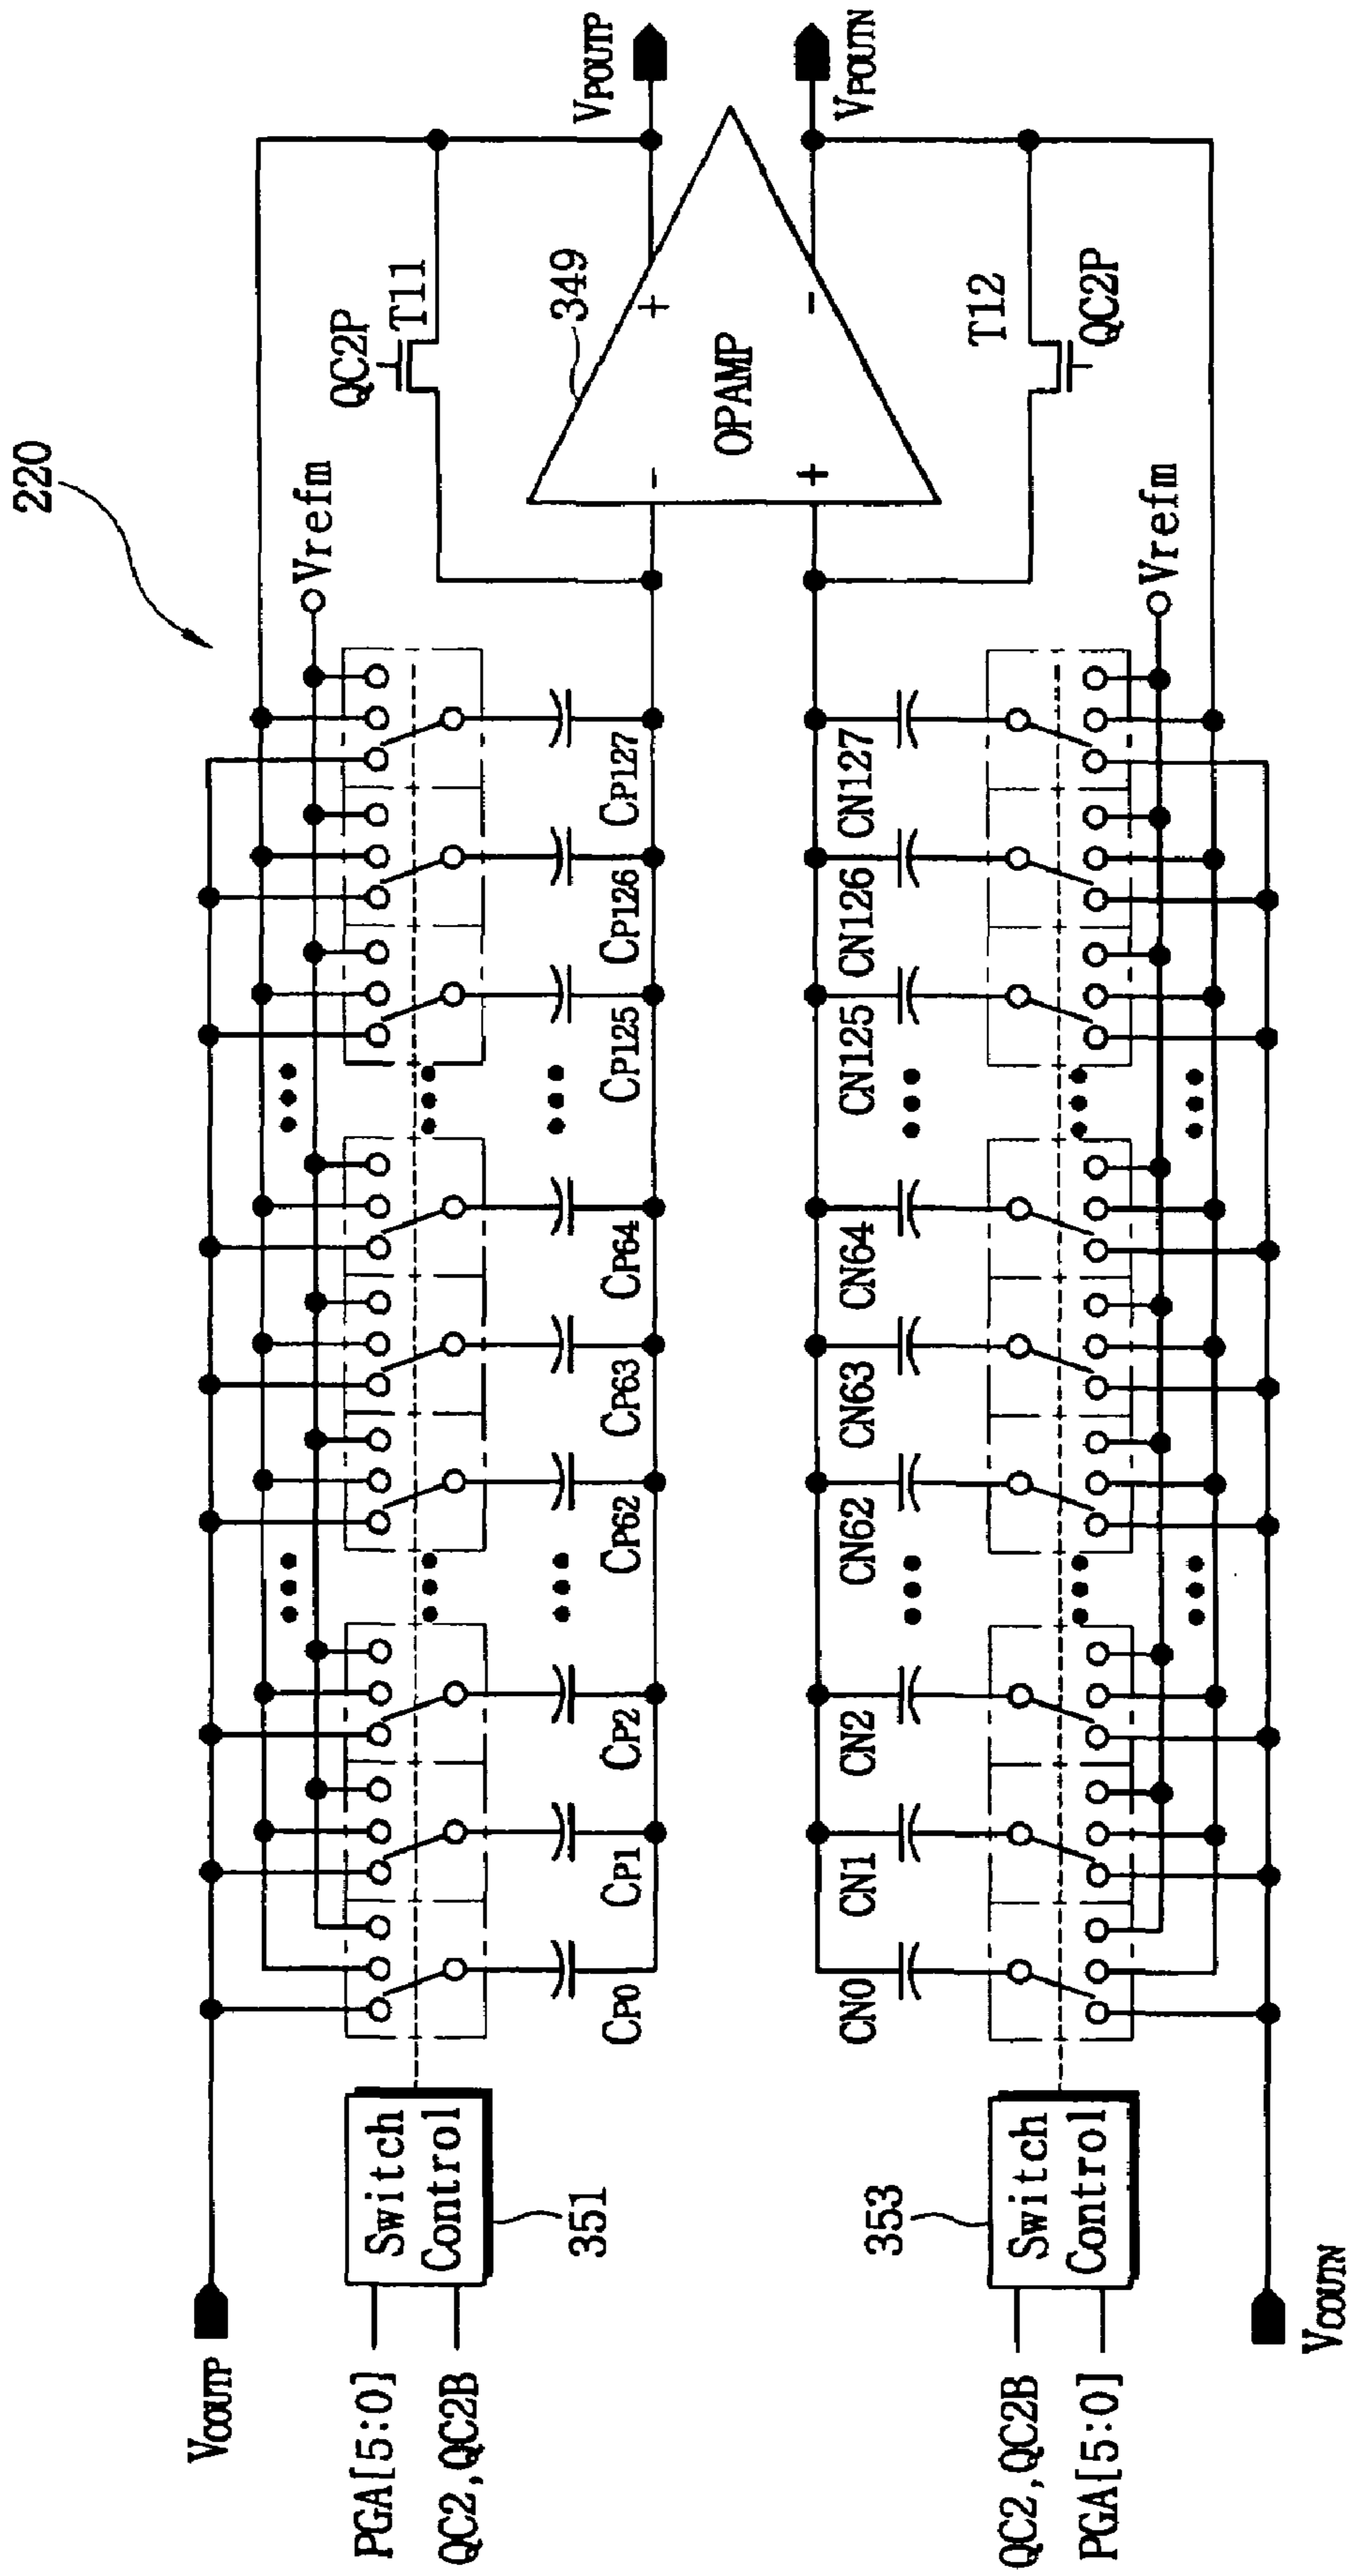 220
VCOUTP
PGA[5:0]
QC2,QC2B
Switch
Control
351
Vrefm
QC2P
T11
VPOUTP
CP0
CP1
CP2
CP62
CP63
CP64
CP125
CP126
CP127
349
-
+
OPAMP
+
-
VPOUTN
CN0
CN1
CN2
CN62
CN63
CN64
CN125
CN126
CN127
T12
QC2P
Vrefm
353
Switch
Control
QC2,QC2B
PGA[5:0]
VCOUTN